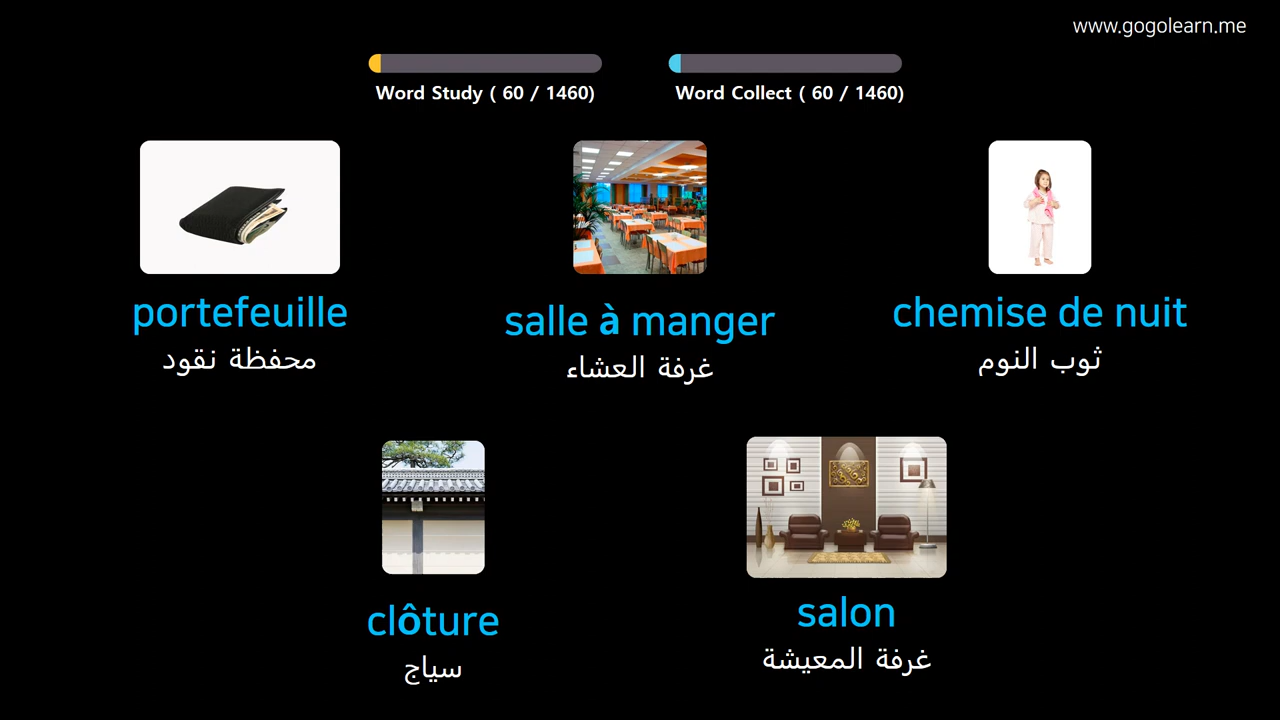 www.gogolearn.me
Word Study ( 60 / 1460)
Word Collect ( 60 / 1460)
portefeuille
محفظة نقود
salle à manger
غرفة العشاء
chemise de nuit
ثوب النوم
clôture
سياج
salon
غرفة المعيشة